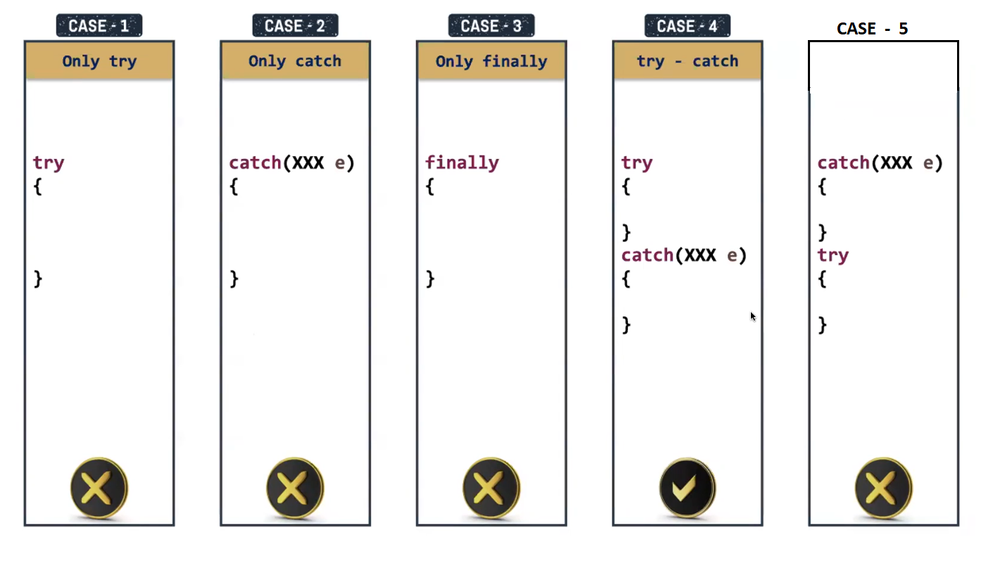 CASE - 1
Only try
try
{
}
CASE - 2
Only catch
catch(XXX e)
{
}
CASE - 3
Only finally
finally
{
}
CASE - 4
try - catch
try
{
}
catch(XXX e)
{
}
CASE - 5
catch(XXX e)
{
}
try
{
}